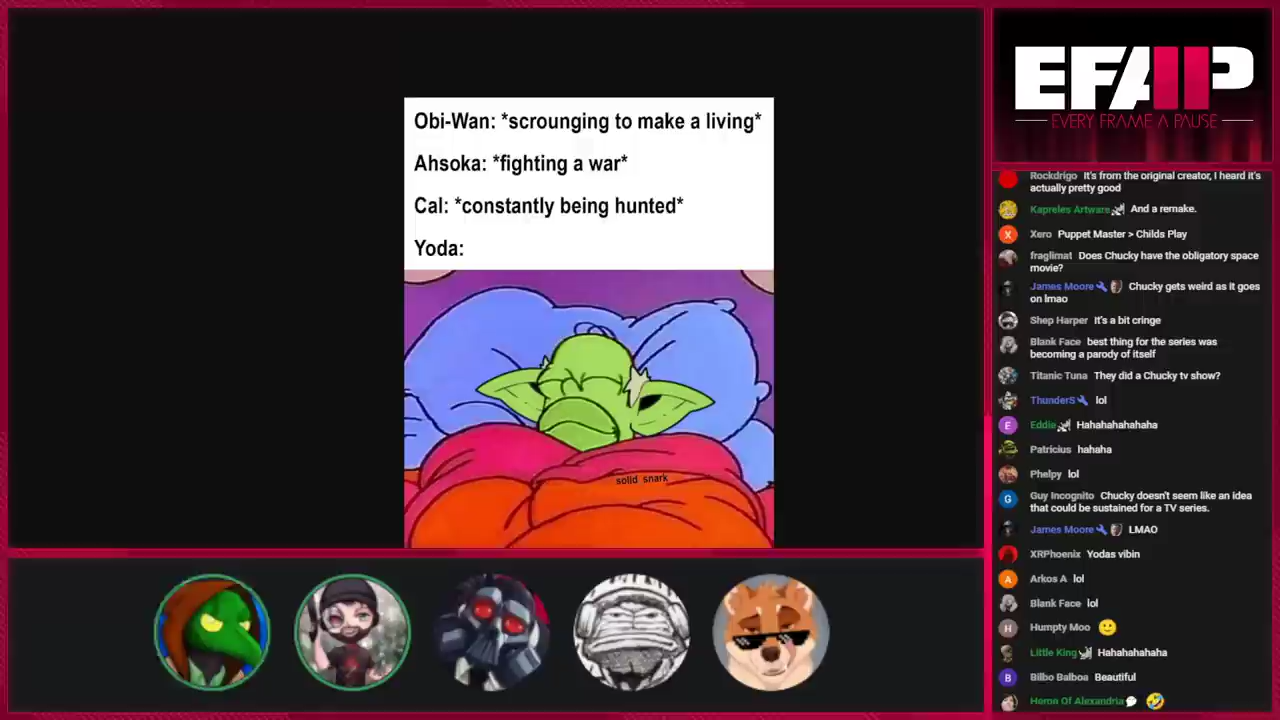 Obi-Wan: *scrounging to make a living*
Ahsoka: *fighting a war*
Cal: *constantly being hunted*
Yoda:
solid snark
EFAP
EVERY FRAME A PAUSE
Rockdrigo It's from the original creator, I heard it's
actually pretty good
Kapreles Artware And a remake.
X
Xero Puppet Master > Childs Play
fraglimat Does Chucky have the obligatory space
movie?
James Moore Chucky gets weird as it goes
on lmao
Shep Harper It's a bit cringe
Blank Face best thing for the series was
becoming a parody of itself
Titanic Tuna They did a Chucky tv show?
ThunderS lol
E
Eddie Hahahahahaha
Patricius hahaha
Phelpy lol
G
Guy Incognito Chucky doesn't seem like an idea
that could be sustained for a TV series.
James Moore LMAO
XRPhoenix Yodas vibin
A
Arkos A lol
Blank Face lol
H
Humpty Moo
Little King Hahahahahaha
B
Bilbo Balboa Beautiful
Heron Of Alexandria